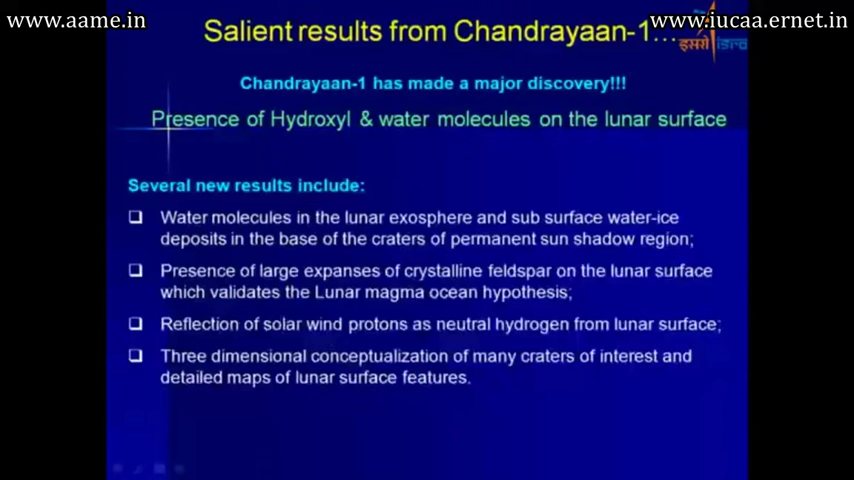 www.aame.in
www.iucaa.ernet.in
Salient results from Chandrayaan-1...
इसरो isro
Chandrayaan-1 has made a major discovery!!!
Presence of Hydroxyl & water molecules on the lunar surface
Several new results include:
❑ Water molecules in the lunar exosphere and sub surface water-ice
deposits in the base of the craters of permanent sun shadow region;
❑ Presence of large expanses of crystalline feldspar on the lunar surface
which validates the Lunar magma ocean hypothesis;
❑ Reflection of solar wind protons as neutral hydrogen from lunar surface;
❑ Three dimensional conceptualization of many craters of interest and
detailed maps of lunar surface features.